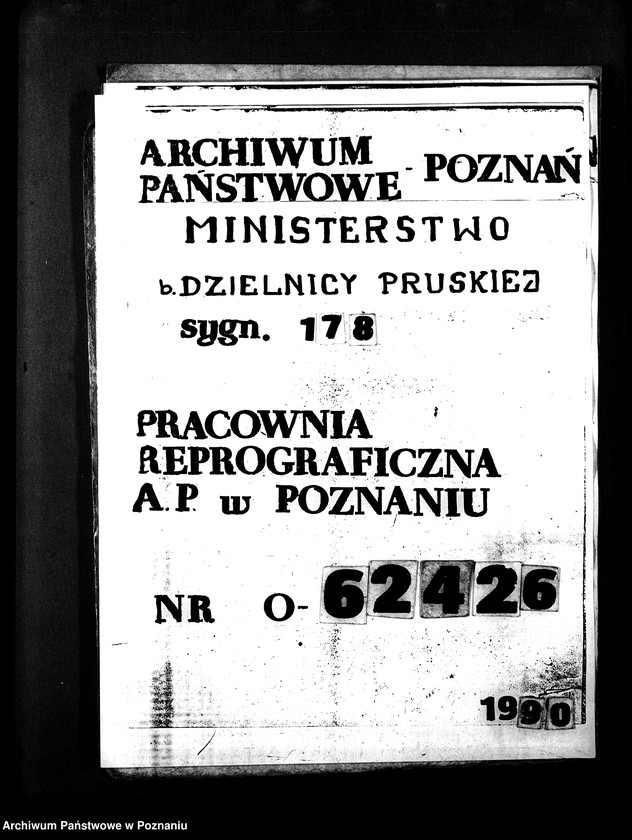 ARCHIWUM
PAŃSTWOWE - POZNAŃ
MINISTERSTWO
b. DZIELNICY PRUSKIEJ
sygn. 178
PRACOWNIA
REPROGRAFICZNA
A.P. w POZNANIU
NR O-62426
1990
Archiwum Państwowe w Poznaniu